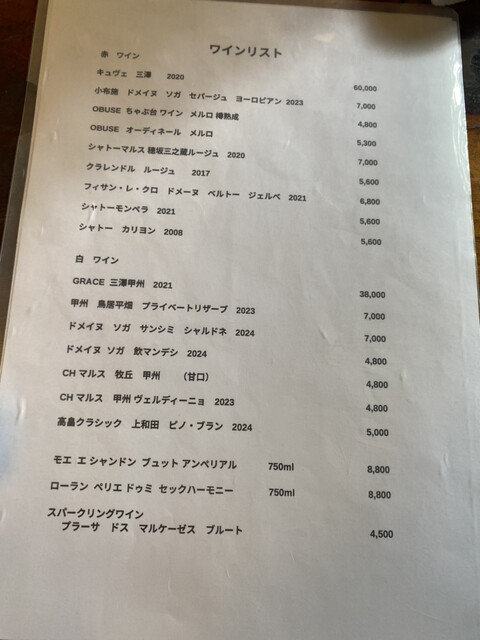 ワインリスト
赤 ワイン
キュヴェ 三澤 2020 60,000
小布施 ドメイヌ ソガ セパージュ ヨーロピアン 2023 7,000
OBUSE ちゃぶ台 ワイン メルロ 樽熟成 4,800
OBUSE オーディネール メルロ 5,300
シャトーマルス 穂坂三之蔵ルージュ 2020 7,000
クラレンドル ルージュ 2017 5,600
フィサン・レ・クロ ドメーヌ ベルトー ジェルベ 2021 6,800
シャトーモンペラ 2021 5,600
シャトー カリヨン 2008 5,600
白 ワイン
GRACE 三澤甲州 2021 38,000
甲州 鳥居平畑 プライベートリザーブ 2023 7,000
ドメイヌ ソガ サンシミ シャルドネ 2024 7,000
ドメイヌ ソガ 飲マンデシ 2024 4,800
CH マルス 牧丘 甲州 (甘口) 4,800
CH マルス 甲州 ヴェルディーニョ 2023 4,800
高畠クラシック 上和田 ピノ・ブラン 2024 5,000
モエ エ シャンドン ブュット アンペリアル 750ml 8,800
ローラン ペリエ ドゥミ セックハーモニー 750ml 8,800
スパークリングワイン
プラーサ ドス マルケーゼス ブルート 4,500